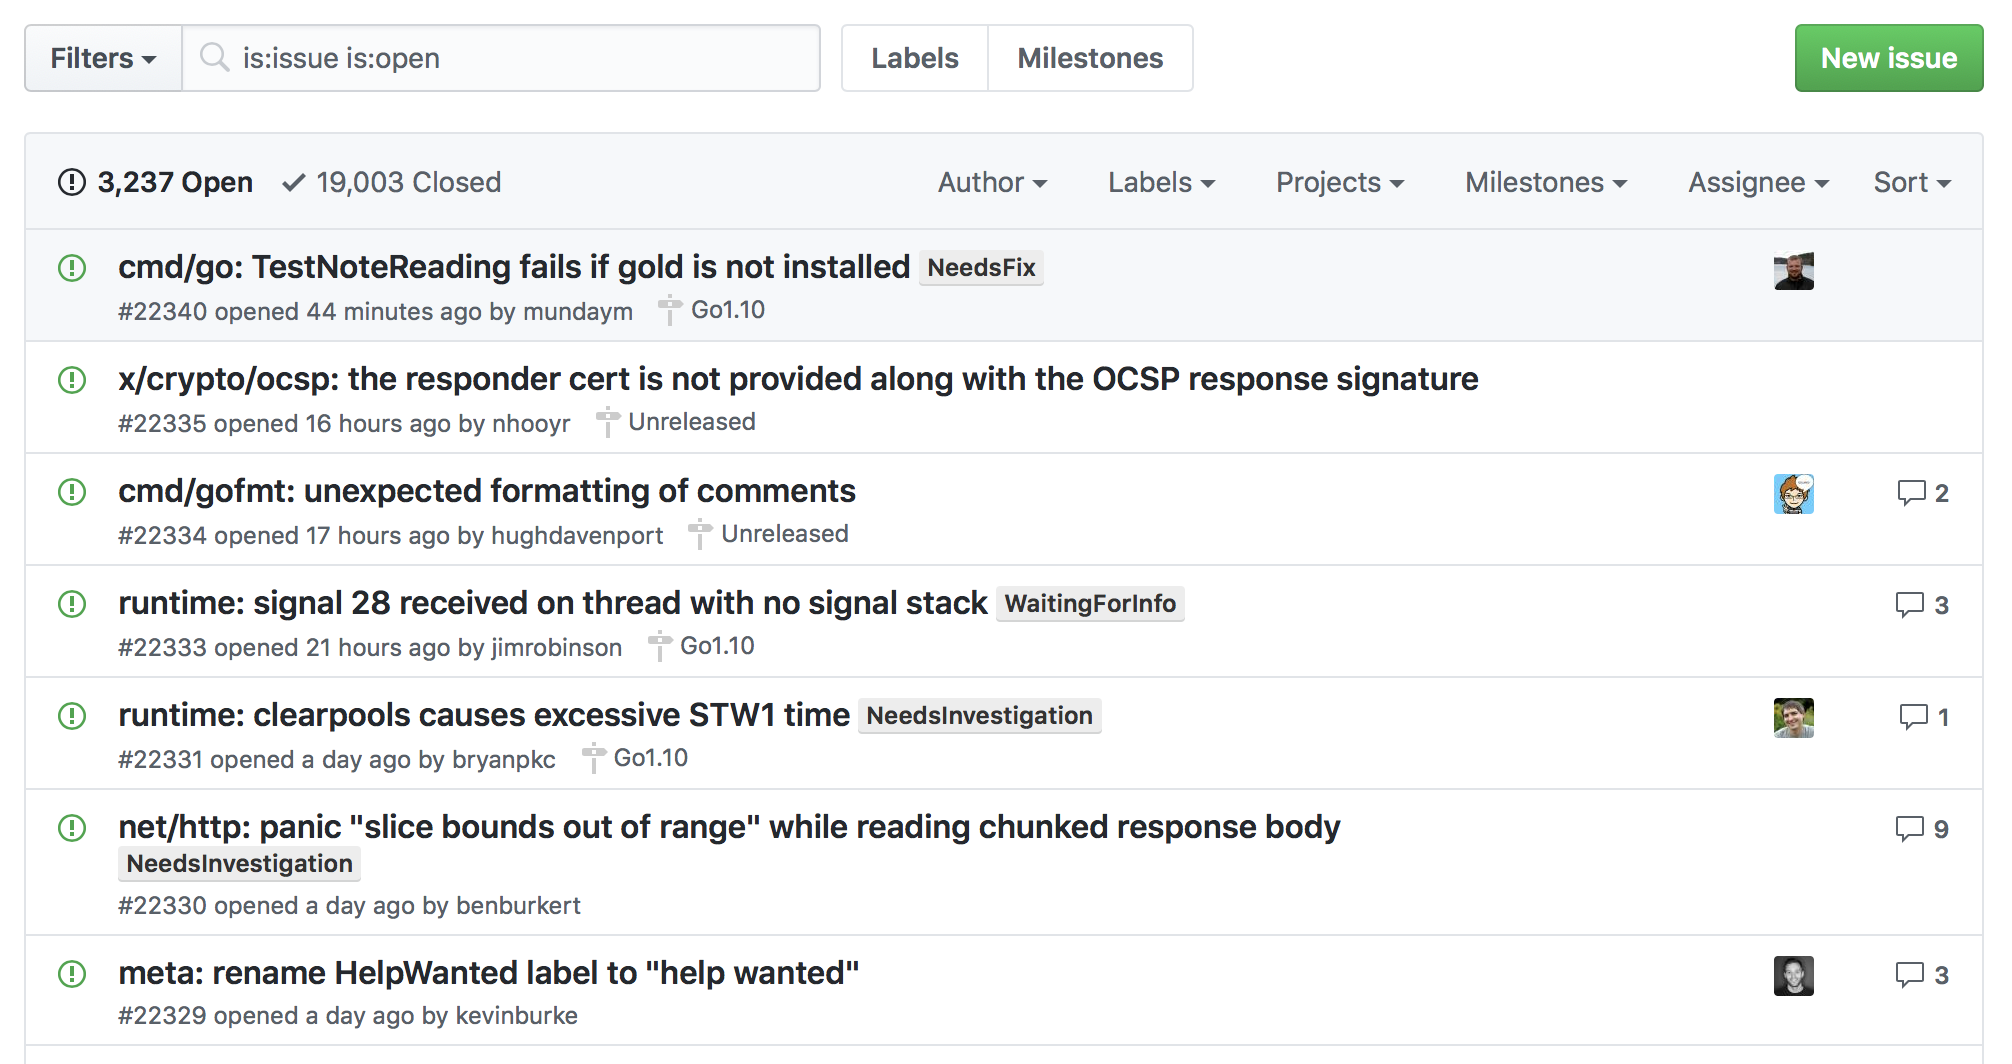 Filters is:issue is:open Labels Milestones New issue
3,237 Open 19,003 Closed Author Labels Projects Milestones Assignee Sort
cmd/go: TestNoteReading fails if gold is not installed NeedsFix
#22340 opened 44 minutes ago by mundaym Go1.10
x/crypto/ocsp: the responder cert is not provided along with the OCSP response signature
#22335 opened 16 hours ago by nhooyr Unreleased
cmd/gofmt: unexpected formatting of comments 2
#22334 opened 17 hours ago by hughdavenport Unreleased
runtime: signal 28 received on thread with no signal stack WaitingForInfo 3
#22333 opened 21 hours ago by jimrobinson Go1.10
runtime: clearpools causes excessive STW1 time NeedsInvestigation 1
#22331 opened a day ago by bryanpkc Go1.10
net/http: panic "slice bounds out of range" while reading chunked response body 9
NeedsInvestigation
#22330 opened a day ago by benburkert
meta: rename HelpWanted label to "help wanted" 3
#22329 opened a day ago by kevinburke